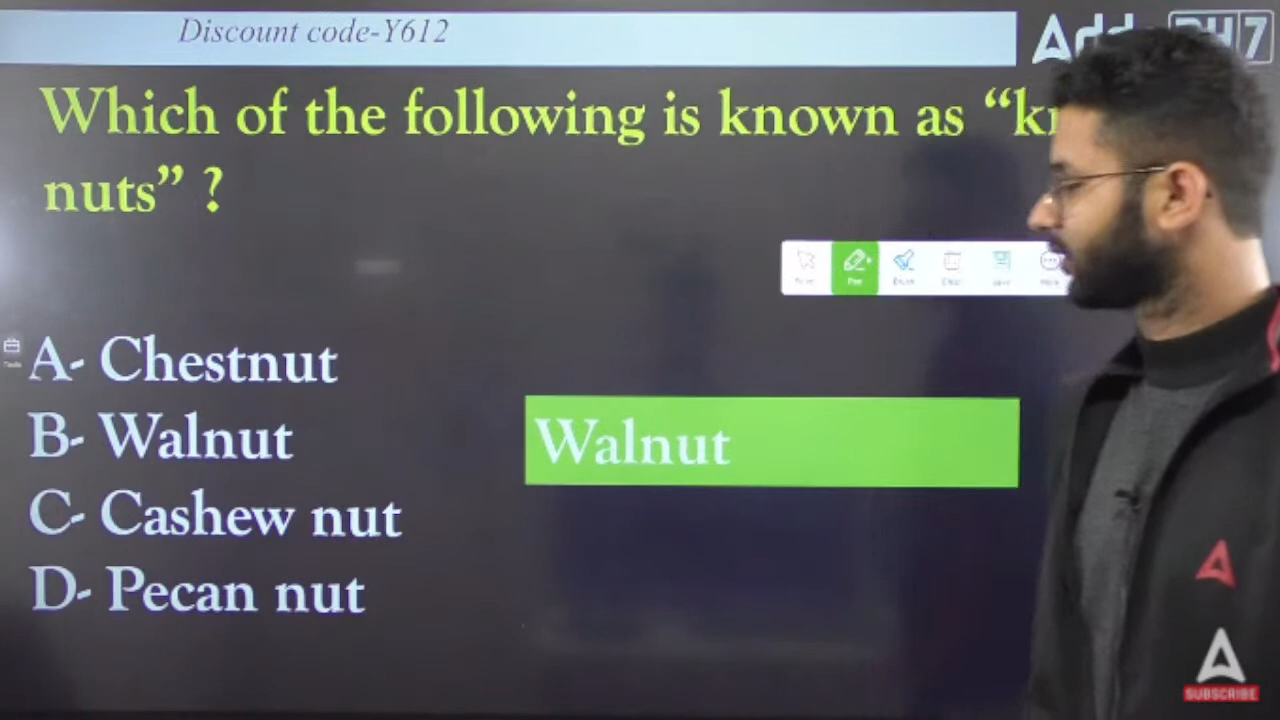 Discount code-Y612
Which of the following is known as “
nuts” ?
A- Chestnut
B- Walnut
Walnut
C- Cashew nut
D- Pecan nut
SUBSCRIBE